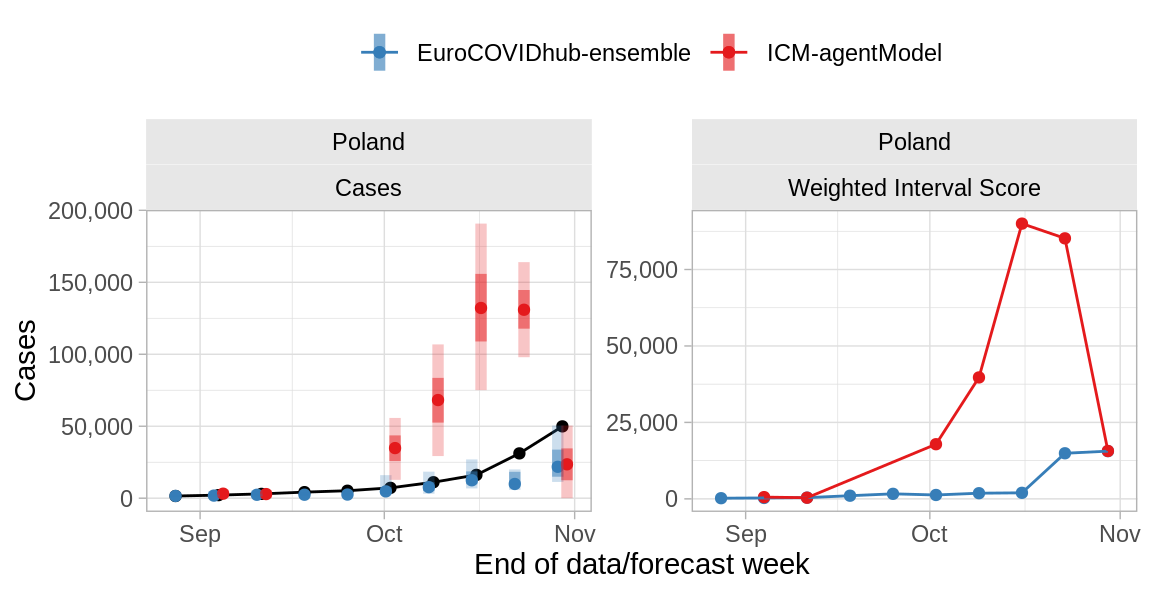 EuroCOVIDhub-ensemble ICM-agentModel
Poland
Cases
200,000
150,000
100,000
50,000
0
Cases
Sep Oct Nov
Poland
Weighted Interval Score
75,000
50,000
25,000
0
Sep Oct Nov
End of data/forecast week